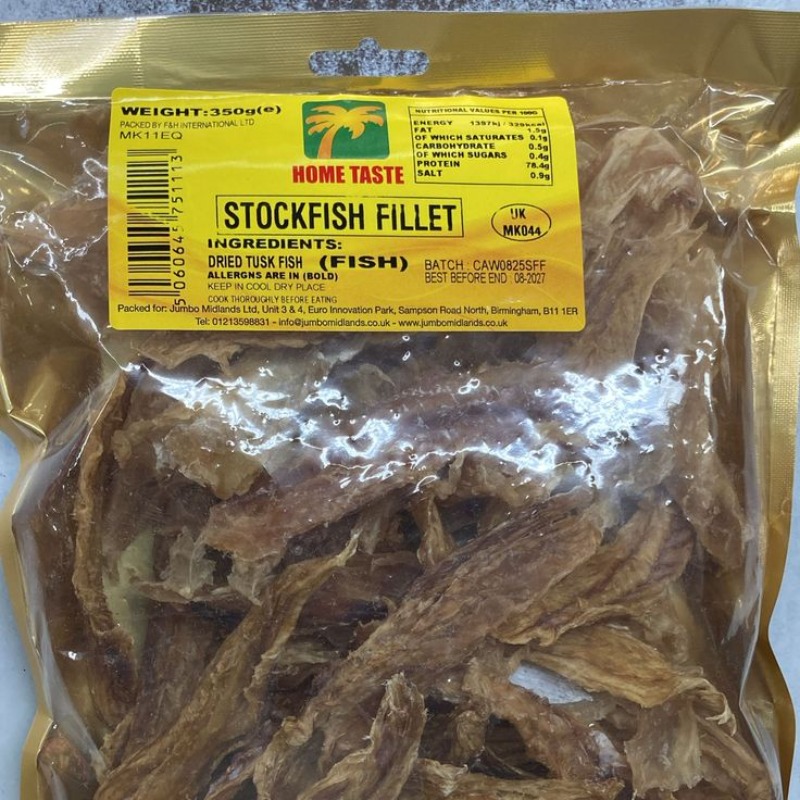 WEIGHT:350g(e)
PACKED BY F&H INTERNATIONAL LTD
MK11EQ
5060645751113
HOME TASTE
NUTRITIONAL VALUES PER 100G
ENERGY 1397kj / 329kcal
FAT 1.5g
OF WHICH SATURATES 0.1g
CARBOHYDRATE 0.5g
OF WHICH SUGARS 0.4g
PROTEIN 78.4g
SALT 0.9g
STOCKFISH FILLET
UK
MK044
INGREDIENTS:
DRIED TUSK FISH (FISH)
ALLERGNS ARE IN (BOLD)
KEEP IN COOL DRY PLACE
COOK THOROUGHLY BEFORE EATING
BATCH : CAW0825SFF
BEST BEFORE END : 08-2027
Packed for: Jumbo Midlands Ltd, Unit 3 & 4, Euro Innovation Park, Sampson Road North, Birmingham, B11 1ER
Tel: 01213598831 - info@jumbomidlands.co.uk - www.jumbomidlands.co.uk